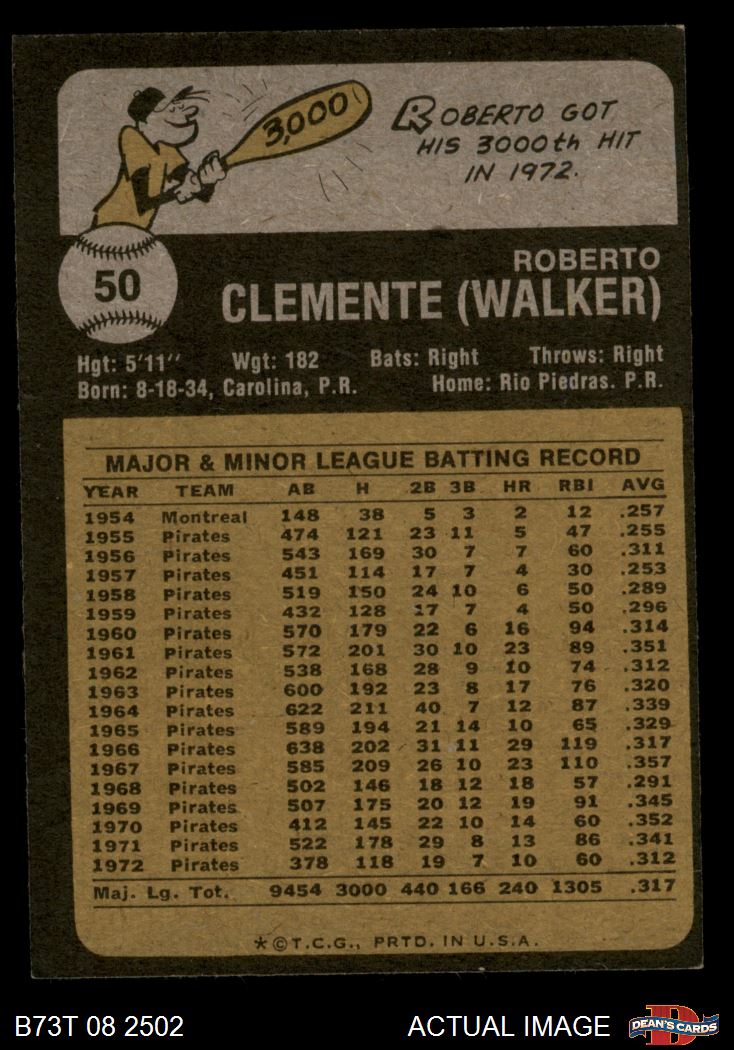 3,000
ROBERTO GOT
HIS 3000th HIT
IN 1972.
50
ROBERTO
CLEMENTE (WALKER)
Hgt: 5'11" Wgt: 182 Bats: Right Throws: Right
Born: 8-18-34, Carolina, P.R. Home: Rio Piedras. P.R.
MAJOR & MINOR LEAGUE BATTING RECORD
YEAR TEAM AB H 2B 3B HR RBI AVG
1954 Montreal 148 38 5 3 2 12 .257
1955 Pirates 474 121 23 11 5 47 .255
1956 Pirates 543 169 30 7 7 60 .311
1957 Pirates 451 114 17 7 4 30 .253
1958 Pirates 519 150 24 10 6 50 .289
1959 Pirates 432 128 17 7 4 50 .296
1960 Pirates 570 179 22 6 16 94 .314
1961 Pirates 572 201 30 10 23 89 .351
1962 Pirates 538 168 28 9 10 74 .312
1963 Pirates 600 192 23 8 17 76 .320
1964 Pirates 622 211 40 7 12 87 .339
1965 Pirates 589 194 21 14 10 65 .329
1966 Pirates 638 202 31 11 29 119 .317
1967 Pirates 585 209 26 10 23 110 .357
1968 Pirates 502 146 18 12 18 57 .291
1969 Pirates 507 175 20 12 19 91 .345
1970 Pirates 412 145 22 10 14 60 .352
1971 Pirates 522 178 29 8 13 86 .341
1972 Pirates 378 118 19 7 10 60 .312
Maj. Lg. Tot. 9454 3000 440 166 240 1305 .317
*©T.C.G., PRTD. IN U.S.A.
B73T 08 2502 ACTUAL IMAGE DEAN'S CARDS